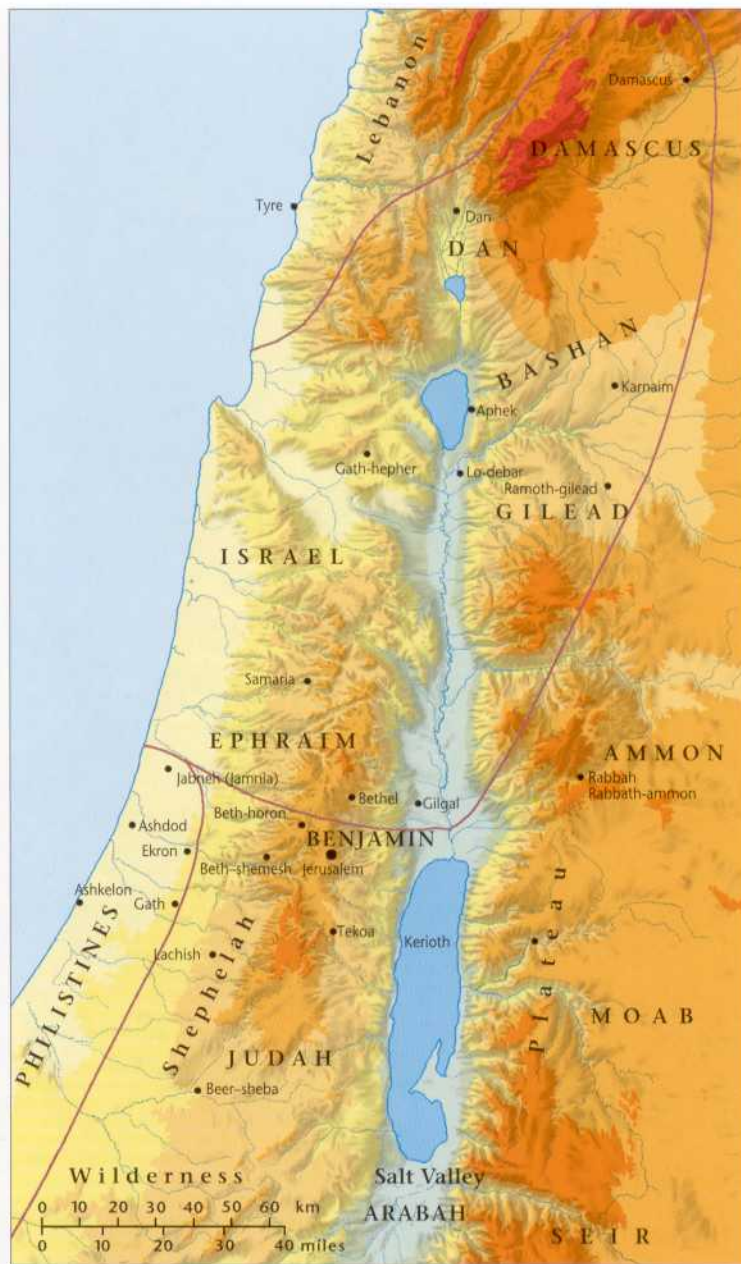 Lebanon
Damascus
DAMASCUS
Tyre
Dan
DAN
BASHAN
Karnaim
Aphek
Gath-hepher
Lo-debar
Ramoth-gilead
GILEAD
ISRAEL
Samaria
EPHRAIM
AMMON
Jabneh (Jamnla)
Rabbah
Rabbath-ammon
Bethel
Gilgal
Beth-horon
Ashdod
BENJAMIN
Ekron
Beth-shemesh
Jerusalem
Ashkelon
Gath
PHILISTINES
Plateau
Tekoa
Kerioth
Lachish
Shephelah
MOAB
JUDAH
Beer-sheba
Wilderness
Salt Valley
0 10 20 30 40 50 60 km
ARABAH
SEIR
0 10 20 30 40 miles